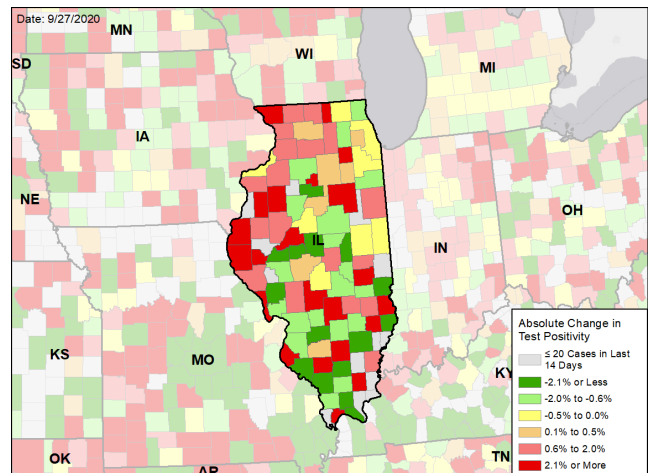 Date: 9/27/2020
MN
SD
WI
MI
IA
NE
OH
IL
IN
Absolute Change in
Test Positivity
≤ 20 Cases in Last
14 Days
-2.1% or Less
-2.0% to -0.6%
-0.5% to 0.0%
0.1% to 0.5%
0.6% to 2.0%
2.1% or More
KS
MO
KY
OK
AR
TN